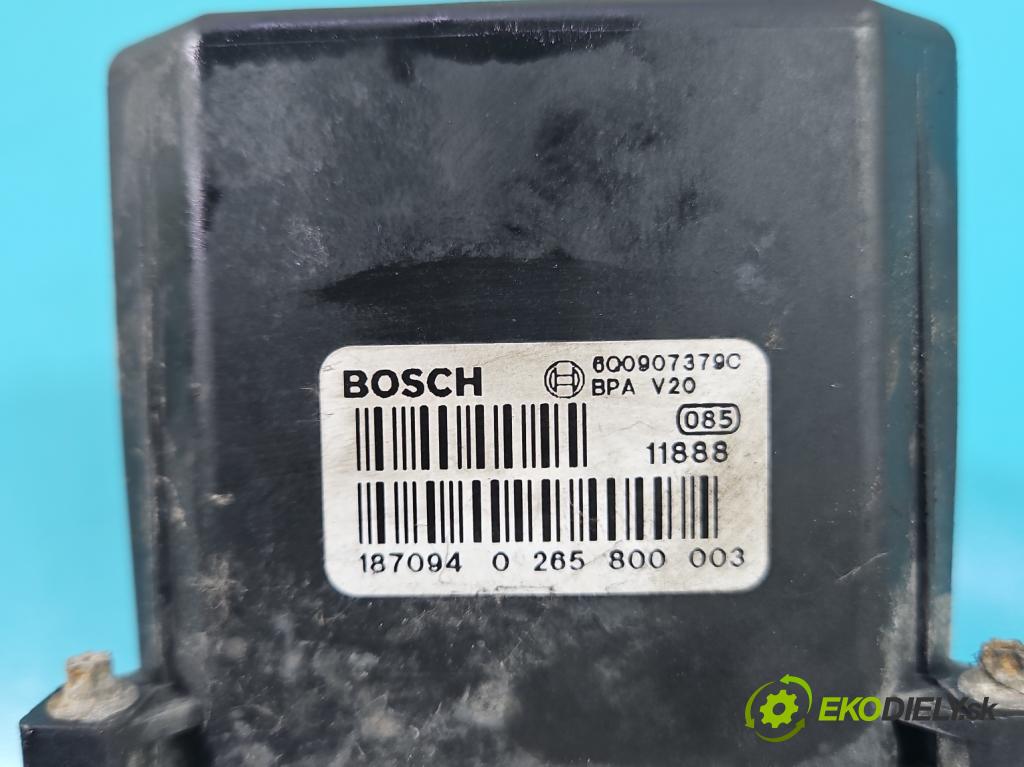 BOSCH 6Q0907379C
BPA V20
085
11888
187094 0 265 800 003
EKODIELY.sk